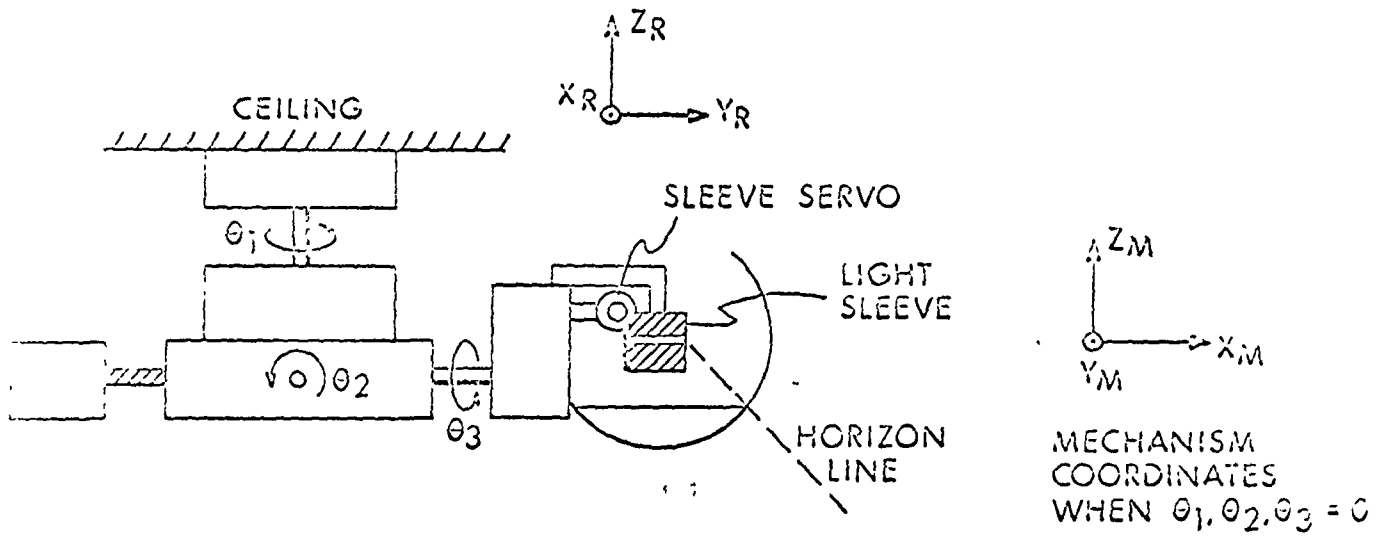 Z_R
X_R
Y_R
CEILING
SLEEVE SERVO
θ₁
LIGHT
SLEEVE
Z_M
X_M
Y_M
θ₂
θ₃
HORIZON
LINE
MECHANISM
COORDINATES
WHEN θ₁, θ₂, θ₃ = 0